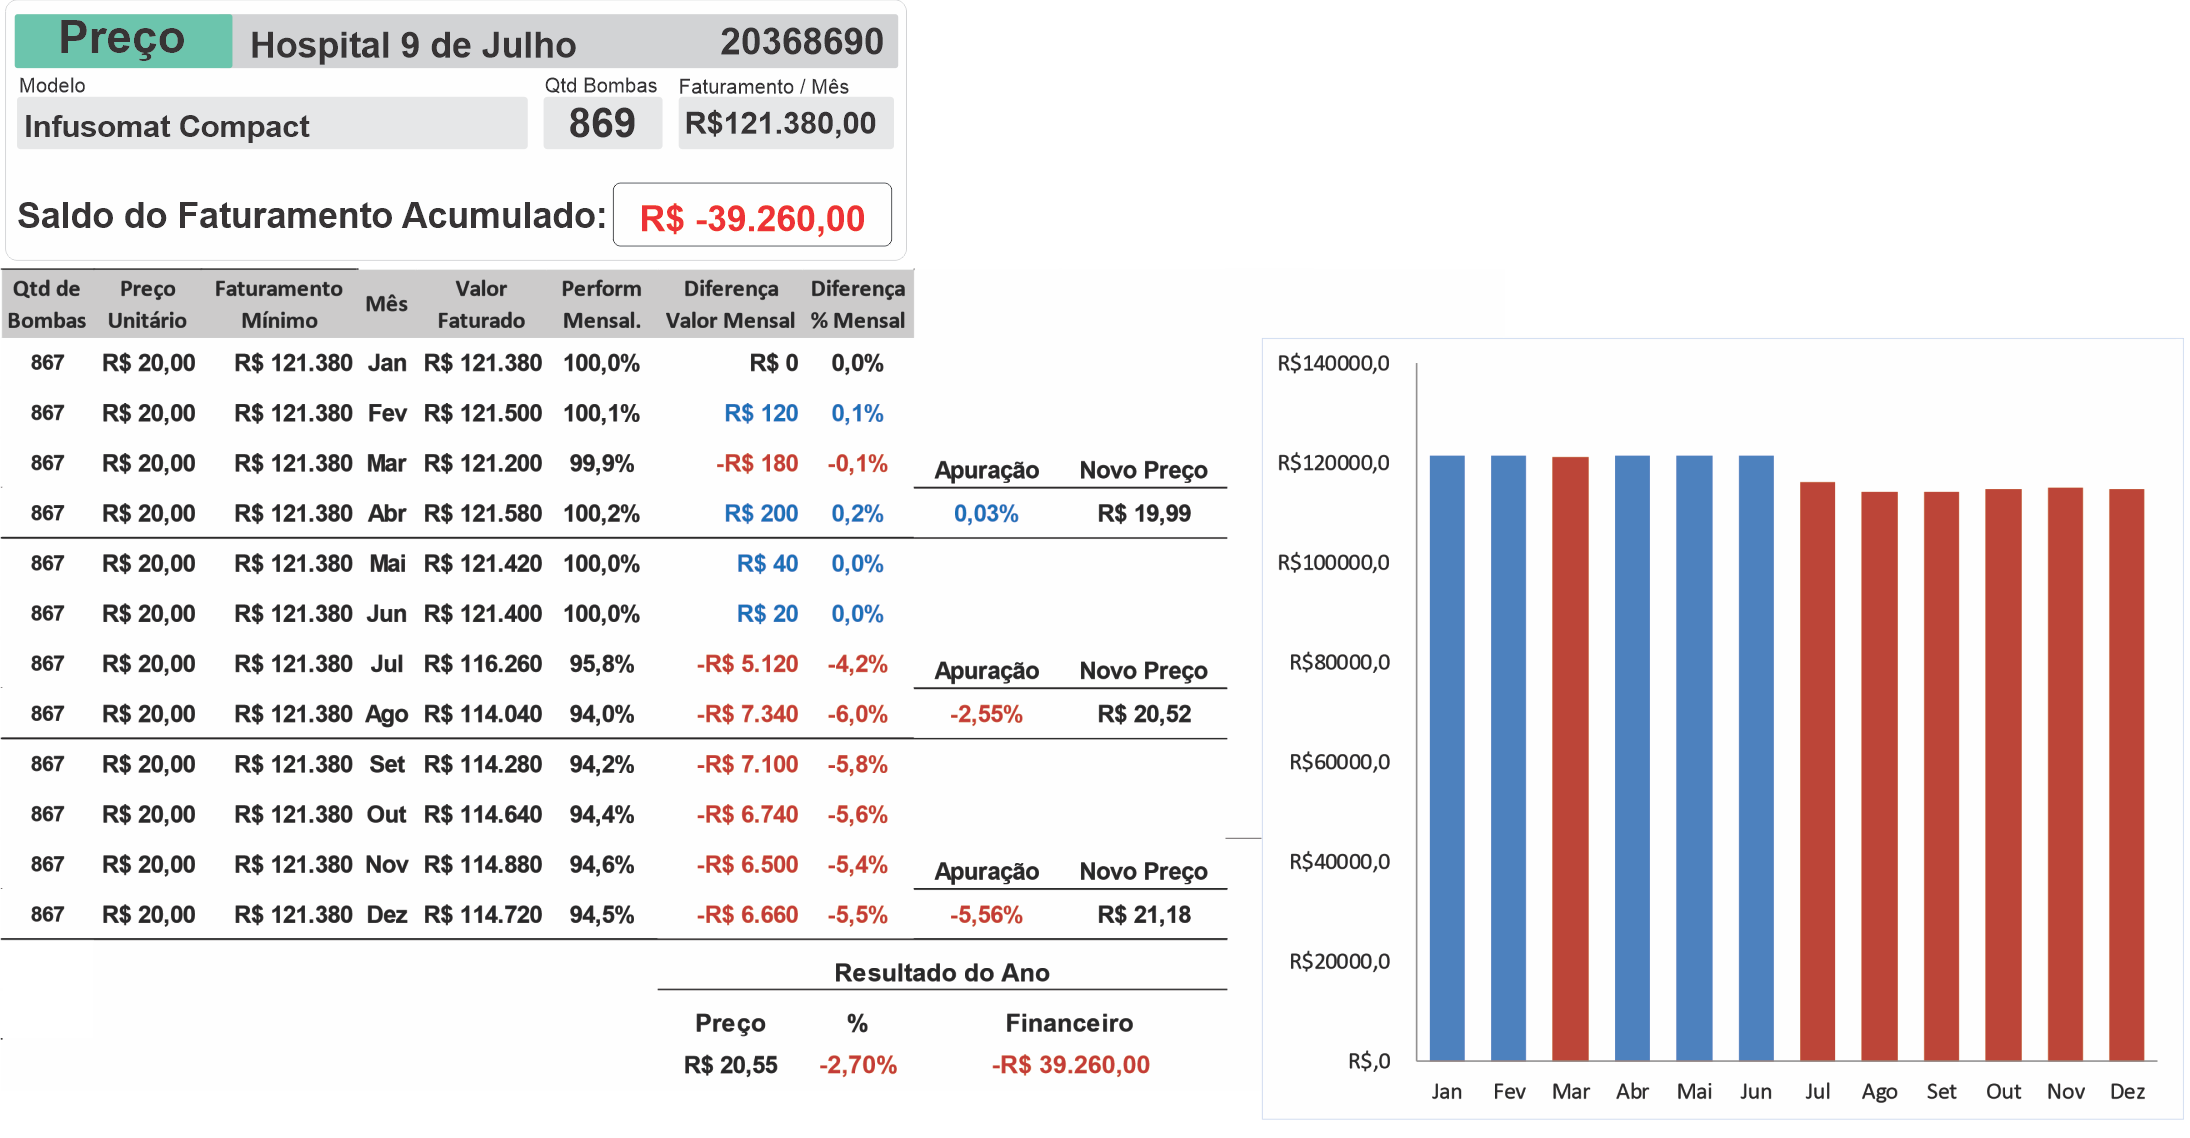 Preço Hospital 9 de Julho 20368690
Modelo Qtd Bombas Faturamento / Mês
Infusomat Compact 869 R$121.380,00
Saldo do Faturamento Acumulado: R$ -39.260,00
Qtd de Bombas Preço Unitário Faturamento Mínimo Mês Valor Faturado Perform Mensal. Diferença Valor Mensal Diferença % Mensal
867 R$ 20,00 R$ 121.380 Jan R$ 121.380 100,0% R$ 0 0,0%
867 R$ 20,00 R$ 121.380 Fev R$ 121.500 100,1% R$ 120 0,1%
867 R$ 20,00 R$ 121.380 Mar R$ 121.200 99,9% -R$ 180 -0,1% Apuração Novo Preço
867 R$ 20,00 R$ 121.380 Abr R$ 121.580 100,2% R$ 200 0,2% 0,03% R$ 19,99
867 R$ 20,00 R$ 121.380 Mai R$ 121.420 100,0% R$ 40 0,0%
867 R$ 20,00 R$ 121.380 Jun R$ 121.400 100,0% R$ 20 0,0%
867 R$ 20,00 R$ 121.380 Jul R$ 116.260 95,8% -R$ 5.120 -4,2% Apuração Novo Preço
867 R$ 20,00 R$ 121.380 Ago R$ 114.040 94,0% -R$ 7.340 -6,0% -2,55% R$ 20,52
867 R$ 20,00 R$ 121.380 Set R$ 114.280 94,2% -R$ 7.100 -5,8%
867 R$ 20,00 R$ 121.380 Out R$ 114.640 94,4% -R$ 6.740 -5,6%
867 R$ 20,00 R$ 121.380 Nov R$ 114.880 94,6% -R$ 6.500 -5,4% Apuração Novo Preço
867 R$ 20,00 R$ 121.380 Dez R$ 114.720 94,5% -R$ 6.660 -5,5% -5,56% R$ 21,18
Resultado do Ano
Preço % Financeiro
R$ 20,55 -2,70% -R$ 39.260,00
R$140000,0
R$120000,0
R$100000,0
R$80000,0
R$60000,0
R$40000,0
R$20000,0
R$,0
Jan Fev Mar Abr Mai Jun Jul Ago Set Out Nov Dez